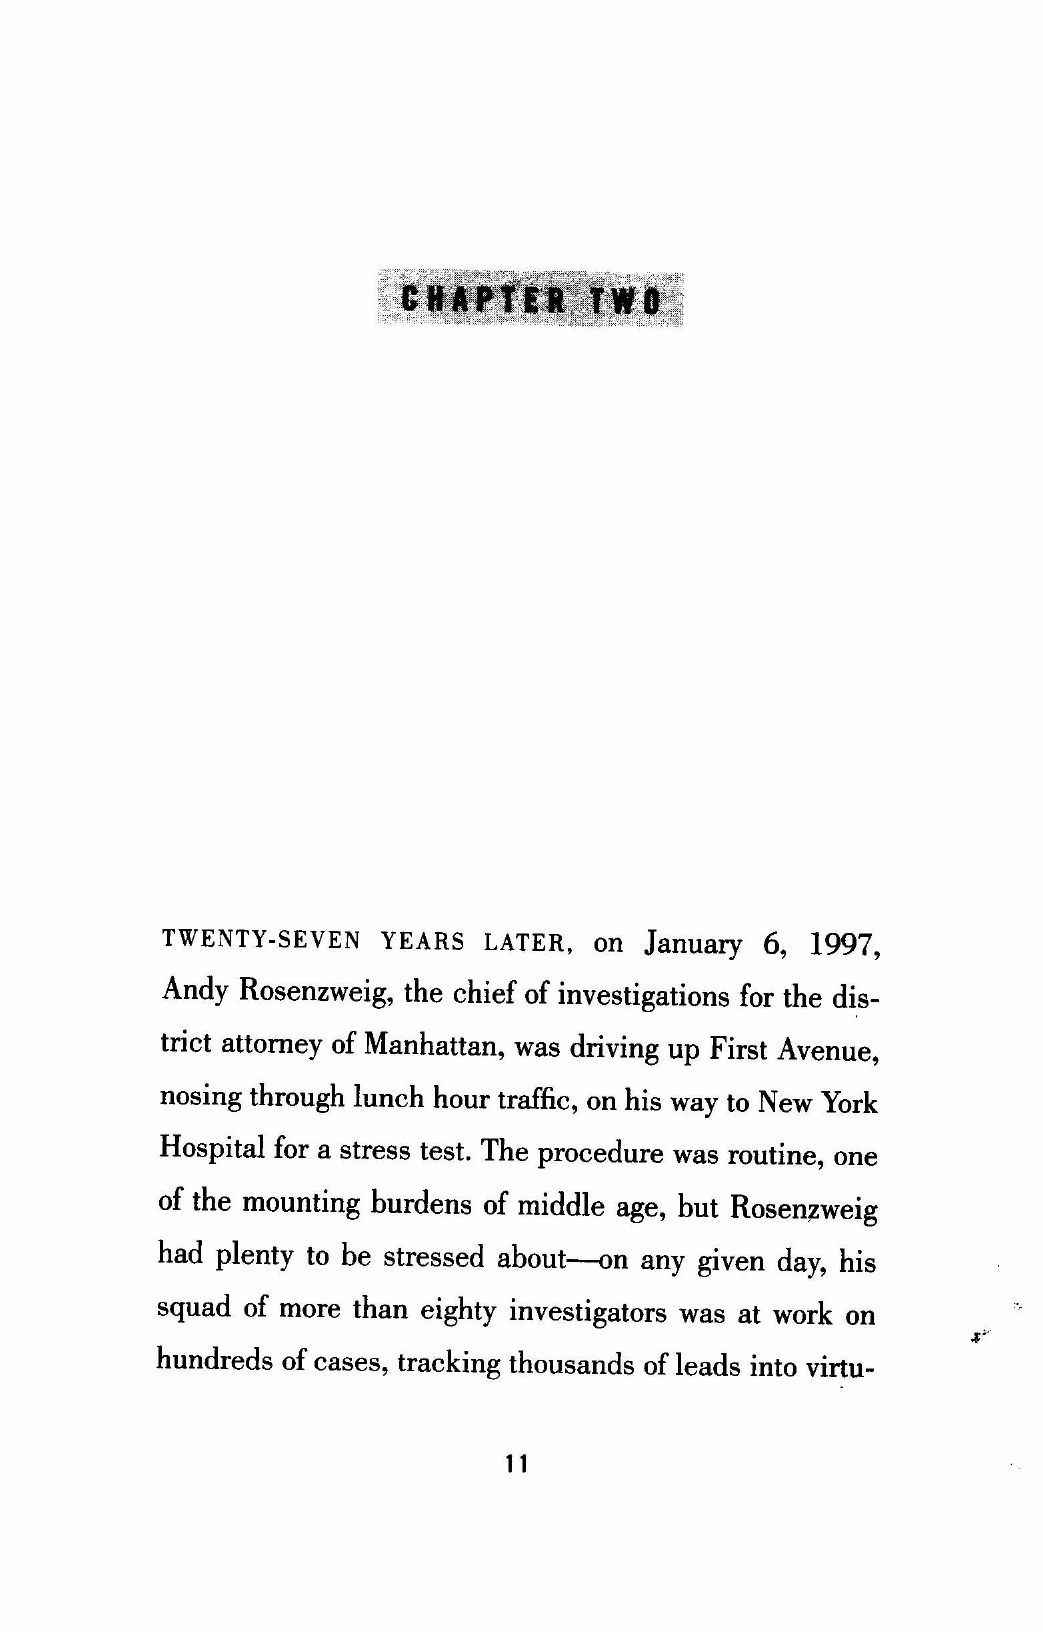 CHAPTER TWO
TWENTY-SEVEN YEARS LATER, on January 6, 1997,
Andy Rosenzweig, the chief of investigations for the dis-
trict attorney of Manhattan, was driving up First Avenue,
nosing through lunch hour traffic, on his way to New York
Hospital for a stress test. The procedure was routine, one
of the mounting burdens of middle age, but Rosenzweig
had plenty to be stressed about—on any given day, his
squad of more than eighty investigators was at work on
hundreds of cases, tracking thousands of leads into virtu-
11